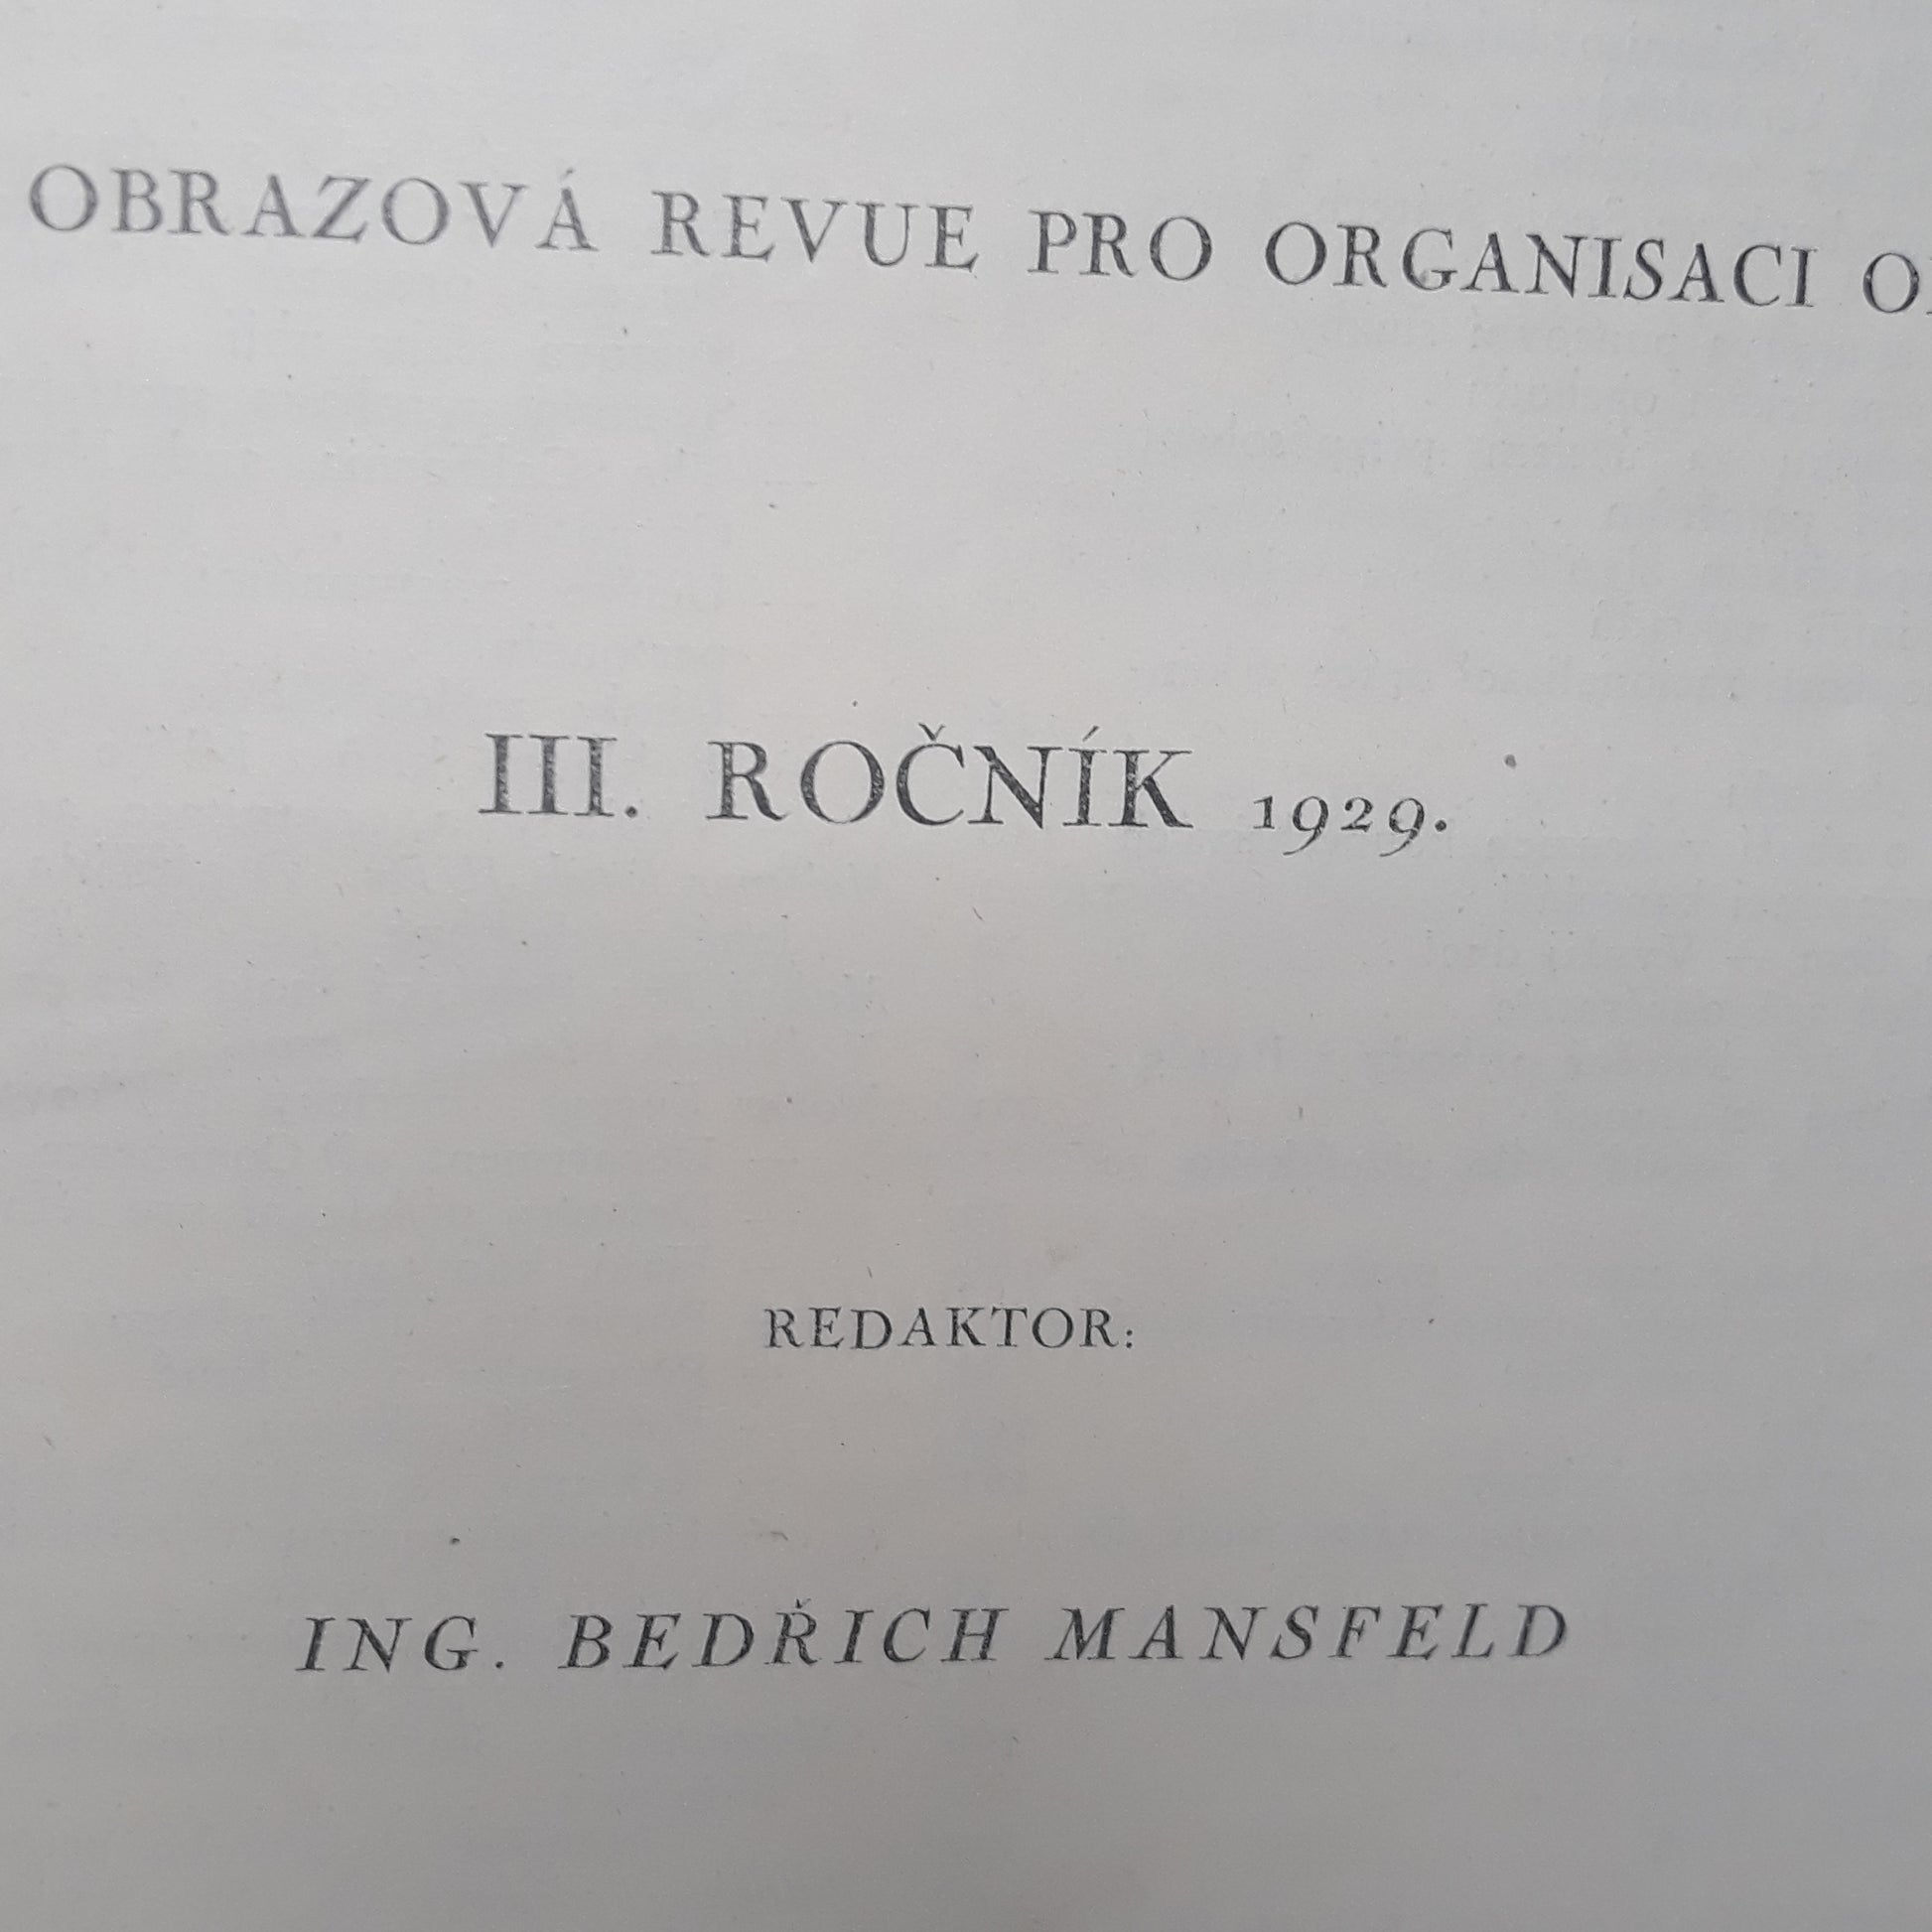 OBRAZOVÁ REVUE PRO ORGANISACI
III. ROČNÍK 1929.
REDAKTOR:
ING. BEDŘICH MANSFELD